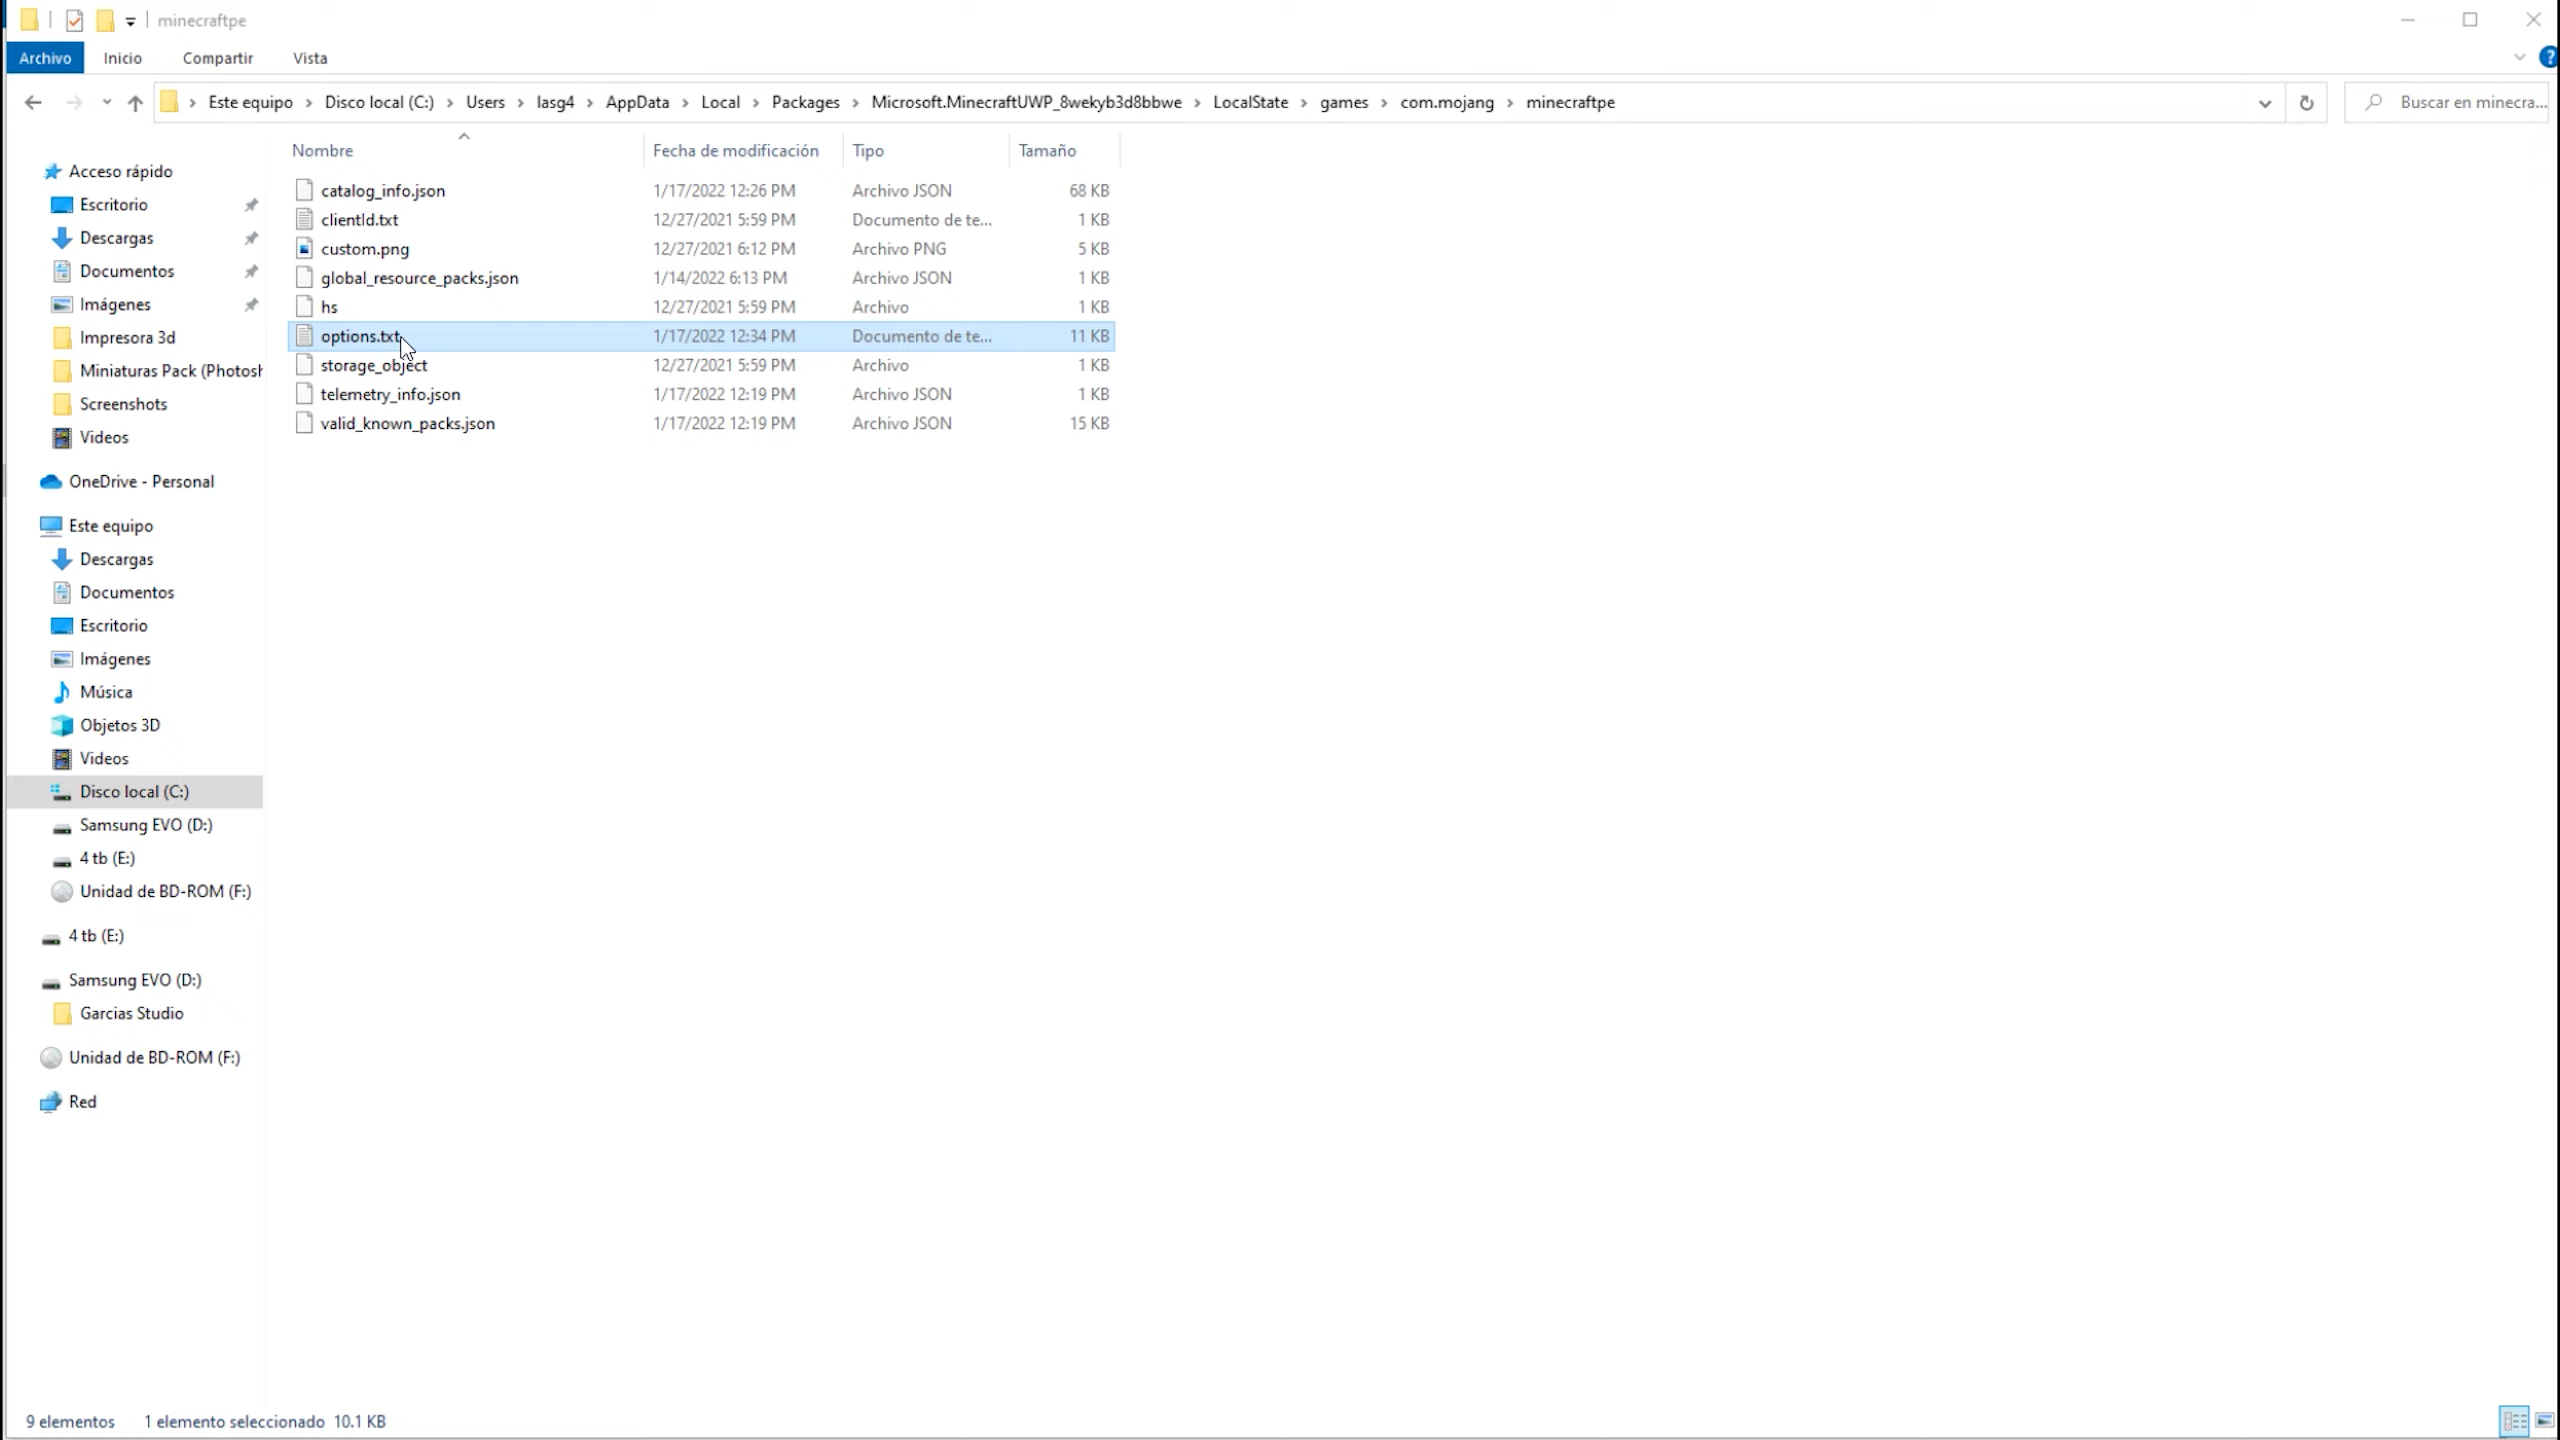 minecraftpe
Archivo Inicio Compartir Vista
Este equipo Disco local (C:) Users lasg4 AppData Local Packages Microsoft.MinecraftUWP_8wekyb3d8bbwe LocalState games com.mojang minecraftpe Buscar en minecra...
Nombre Fecha de modificación Tipo Tamaño
catalog_info.json 1/17/2022 12:26 PM Archivo JSON 68 KB
clientId.txt 12/27/2021 5:59 PM Documento de te... 1 KB
custom.png 12/27/2021 6:12 PM Archivo PNG 5 KB
global_resource_packs.json 1/14/2022 6:13 PM Archivo JSON 1 KB
hs 12/27/2021 5:59 PM Archivo 1 KB
options.txt 1/17/2022 12:34 PM Documento de te... 11 KB
storage_object 12/27/2021 5:59 PM Archivo 1 KB
telemetry_info.json 1/17/2022 12:19 PM Archivo JSON 1 KB
valid_known_packs.json 1/17/2022 12:19 PM Archivo JSON 15 KB
Acceso rápido
Escritorio
Descargas
Documentos
Imágenes
Impresora 3d
Miniaturas Pack (Photosh
Screenshots
Videos
OneDrive - Personal
Este equipo
Descargas
Documentos
Escritorio
Imágenes
Música
Objetos 3D
Videos
Disco local (C:)
Samsung EVO (D:)
4 tb (E:)
Unidad de BD-ROM (F:)
4 tb (E:)
Samsung EVO (D:)
Garcias Studio
Unidad de BD-ROM (F:)
Red
9 elementos 1 elemento seleccionado 10.1 KB